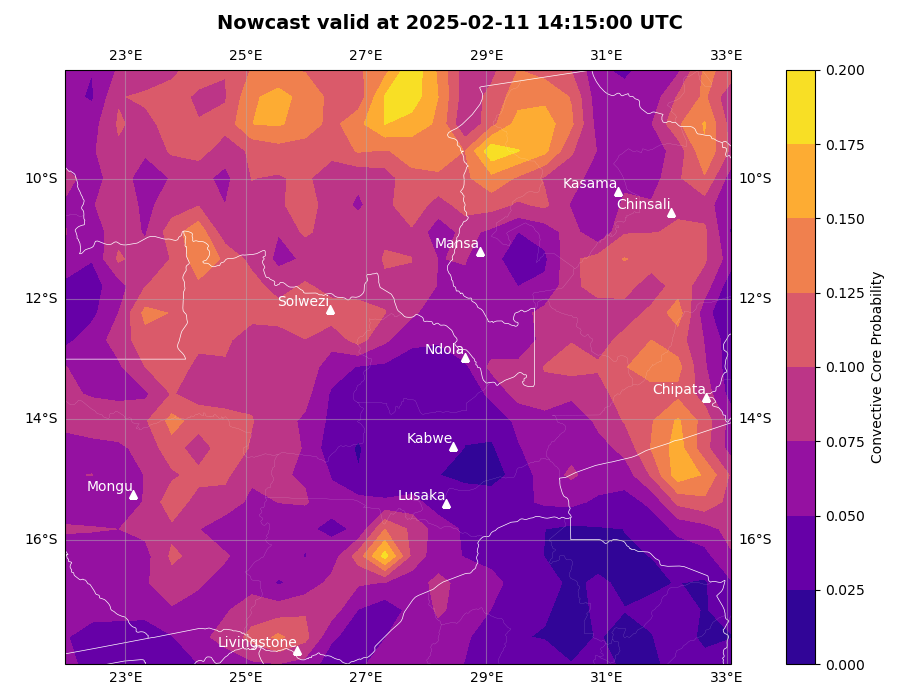 Nowcast valid at 2025-02-11 14:15:00 UTC
23°E 25°E 27°E 29°E 31°E 33°E
0.200
0.175
10°S 10°S
Kasama
Chinsali
0.150
Mansa
0.125
12°S 12°S
Solwezi
Ndola
0.100
Chipata
14°S 14°S
Kabwe
0.075
Mongu
Lusaka
0.050
16°S 16°S
0.025
Livingstone
0.000
Convective Core Probability
23°E 25°E 27°E 29°E 31°E 33°E